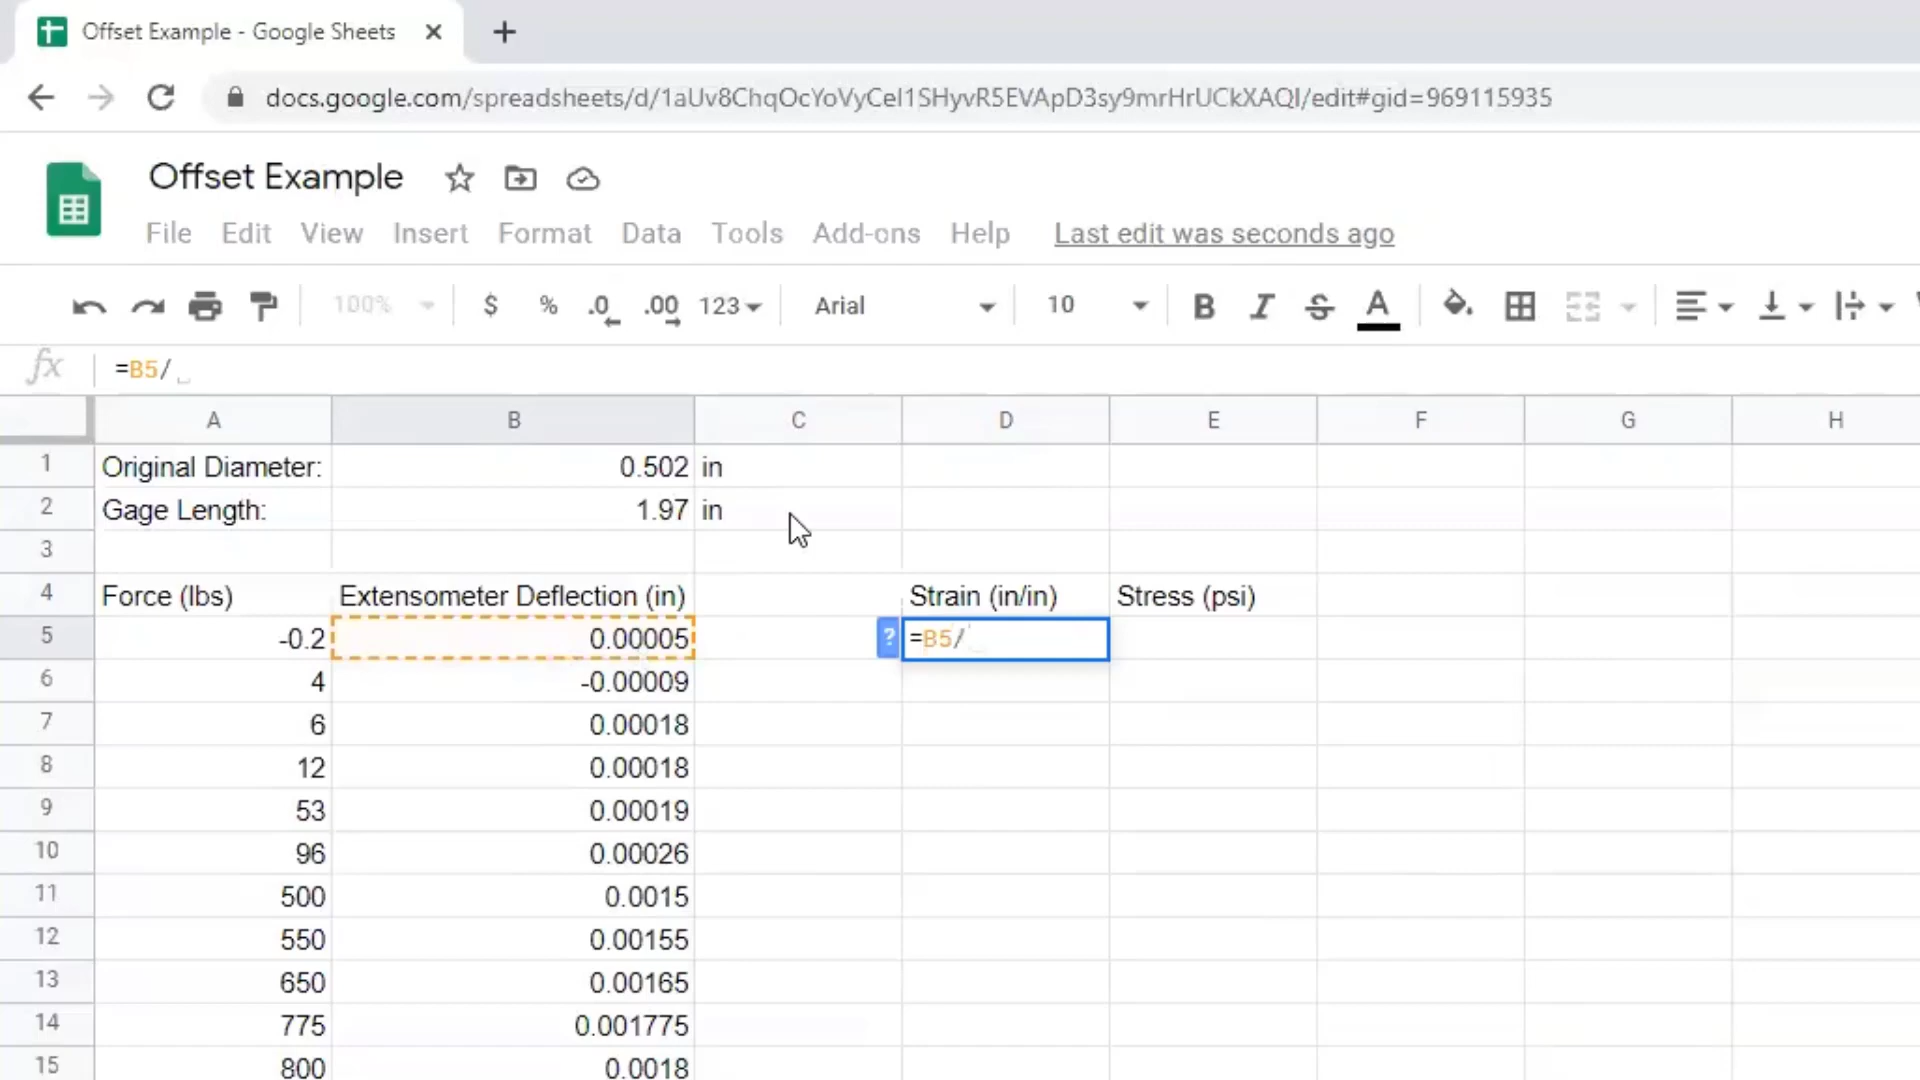 Offset Example - Google Sheets
docs.google.com/spreadsheets/d/1aUv8ChqOcYoVyCel1SHyvR5EVApD3sy9mrHrUCkXAQI/edit#gid=969115935
Offset Example
File Edit View Insert Format Data Tools Add-ons Help Last edit was seconds ago
100% $ % .0 .00 123 Arial 10 B I S A
fx =B5/
A B C D E F G H
1 Original Diameter: 0.502 in
2 Gage Length: 1.97 in
3
4 Force (lbs) Extensometer Deflection (in) Strain (in/in) Stress (psi)
5 -0.2 0.00005 ? =B5/
6 4 -0.00009
7 6 0.00018
8 12 0.00018
9 53 0.00019
10 96 0.00026
11 500 0.0015
12 550 0.00155
13 650 0.00165
14 775 0.001775
15 800 0.0018